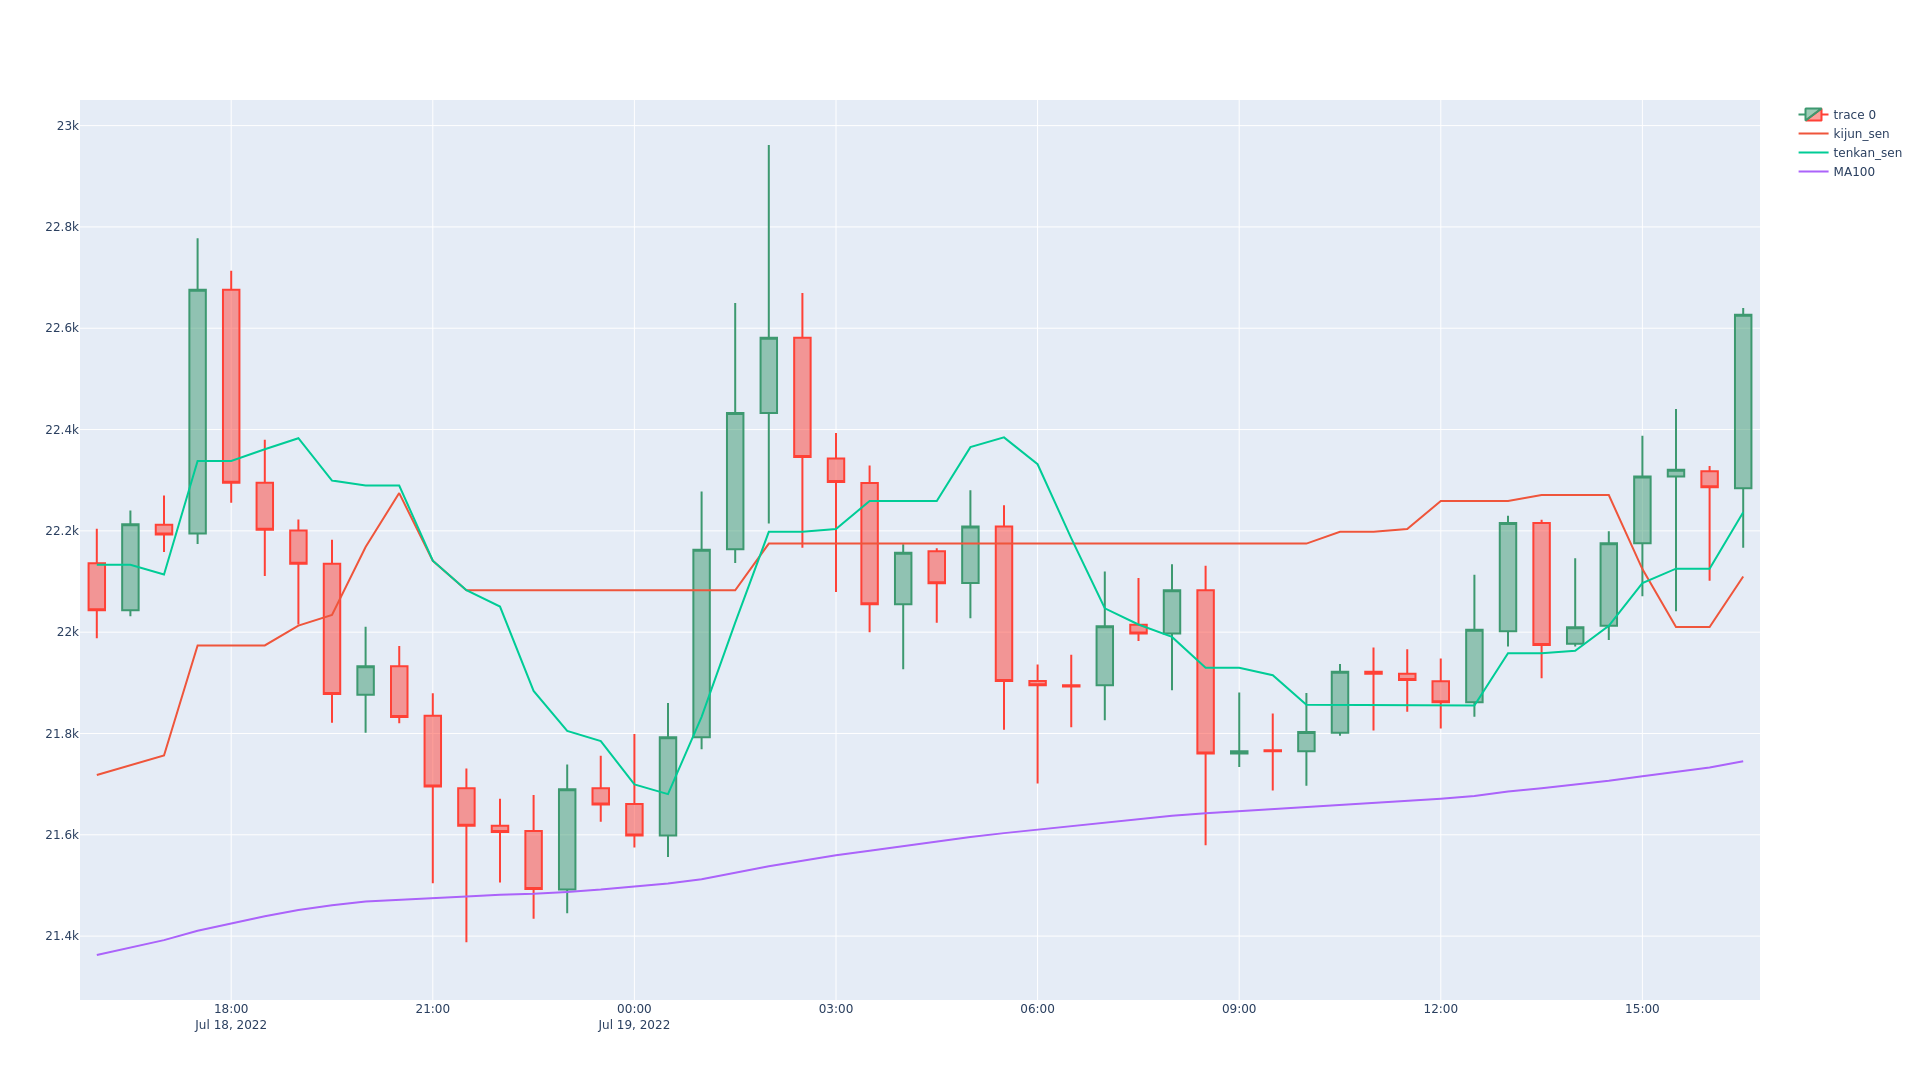 23k
22.8k
22.6k
22.4k
22.2k
22k
21.8k
21.6k
21.4k
18:00 21:00 00:00 03:00 06:00 09:00 12:00 15:00
Jul 18, 2022 Jul 19, 2022
trace 0
kijun_sen
tenkan_sen
MA100